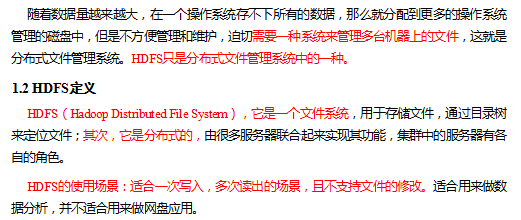 随着数据量越来越大，在一个操作系统存不下所有的数据，那么就分配到更多的操作系统
管理的磁盘中，但是不方便管理和维护，迫切需要一种系统来管理多台机器上的文件，这就是
分布式文件管理系统。HDFS只是分布式文件管理系统中的一种。
1.2 HDFS定义
HDFS（Hadoop Distributed File System），它是一个文件系统，用于存储文件，通过目录树
来定位文件；其次，它是分布式的，由很多服务器联合起来实现其功能，集群中的服务器有各
自的角色。
HDFS的使用场景：适合一次写入，多次读出的场景，且不支持文件的修改。适合用来做数
据分析，并不适合用来做网盘应用。